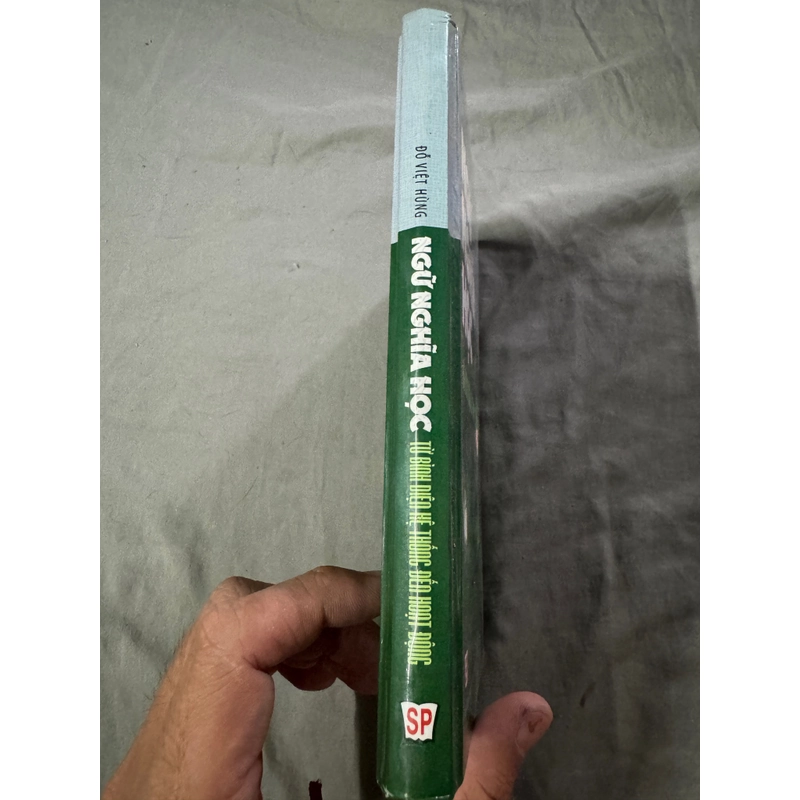 ĐỖ VIỆT HÙNG
NGỮ NGHĨA HỌC
TỪ BÌNH DIỆN HỆ THỐNG ĐẾN HOẠT ĐỘNG
SP